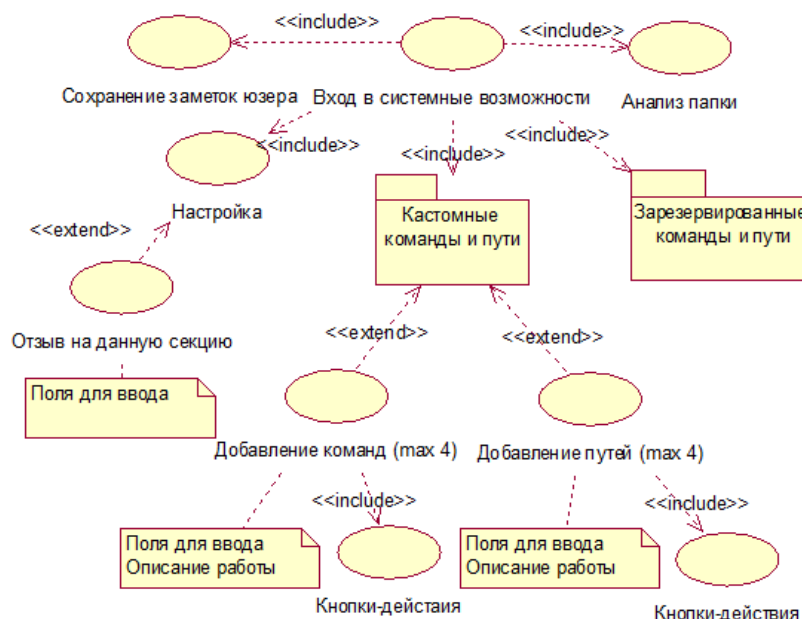 <<include>>
<<include>>
Сохранение заметок юзера
Вход в системные возможности
Анализ папки
<<include>>
<<include>>
<<include>>
Настройка
Кастомные
команды и пути
Зарезервированные
команды и пути
<<extend>>
Отзыв на данную секцию
<<extend>>
<<extend>>
Поля для ввода
Добавление команд (max 4)
Добавление путей (max 4)
<<include>>
<<include>>
Поля для ввода
Описание работы
Поля для ввода
Описание работы
Кнопки-действаия
Кнопки-действия